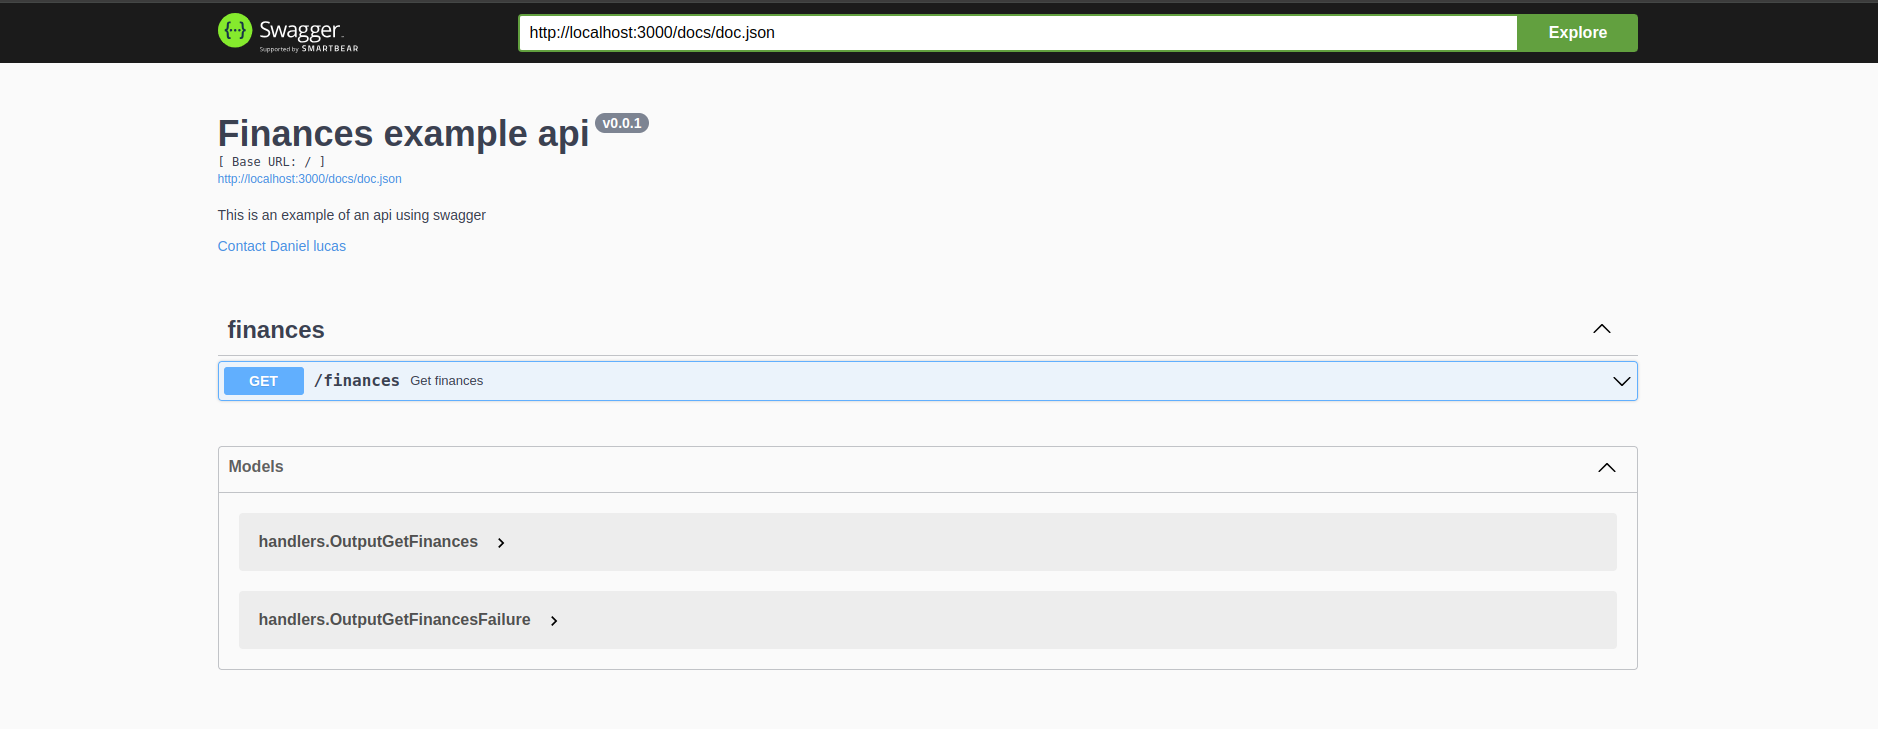 {···} Swagger
Supported by SMARTBEAR
http://localhost:3000/docs/doc.json
Explore
Finances example api v0.0.1
[ Base URL: / ]
http://localhost:3000/docs/doc.json
This is an example of an api using swagger
Contact Daniel lucas
finances
GET /finances Get finances
Models
handlers.OutputGetFinances
handlers.OutputGetFinancesFailure